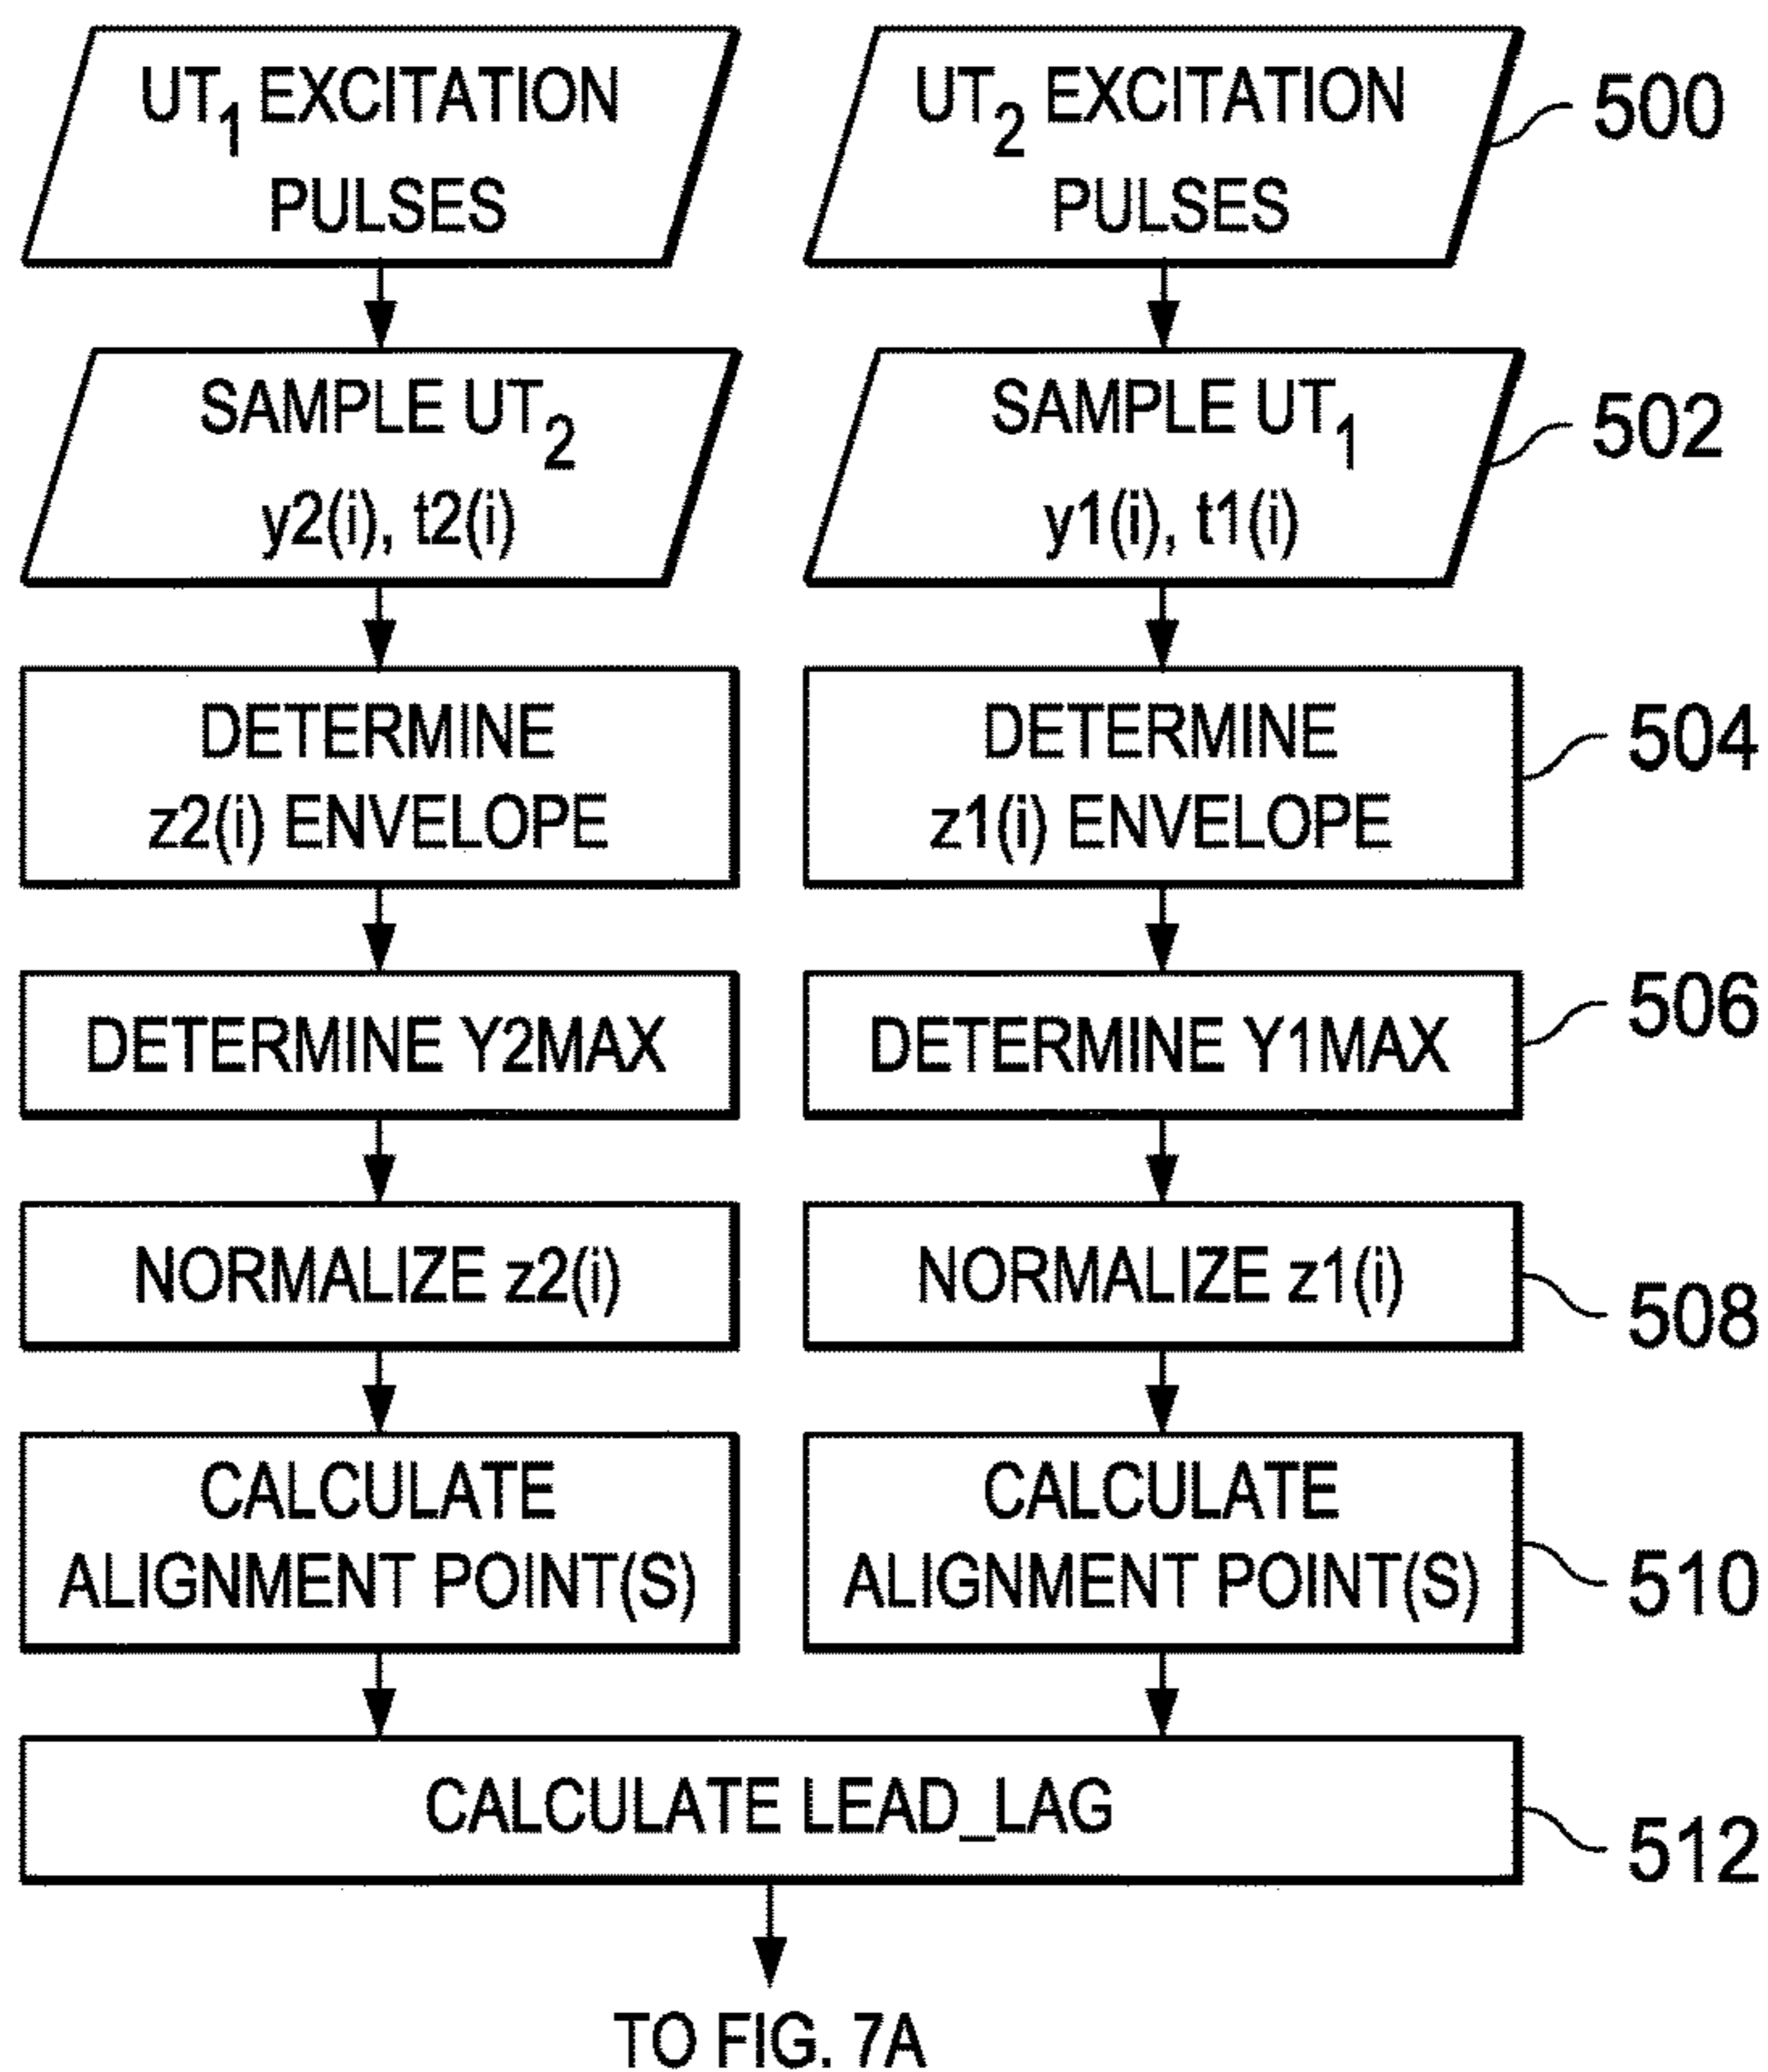 UT1 EXCITATION
PULSES
UT2 EXCITATION
PULSES
500
SAMPLE UT2
y2(i), t2(i)
SAMPLE UT1
y1(i), t1(i)
502
DETERMINE
z2(i) ENVELOPE
DETERMINE
z1(i) ENVELOPE
504
DETERMINE Y2MAX
DETERMINE Y1MAX
506
NORMALIZE z2(i)
NORMALIZE z1(i)
508
CALCULATE
ALIGNMENT POINT(S)
CALCULATE
ALIGNMENT POINT(S)
510
CALCULATE LEAD_LAG
512
TO FIG. 7A